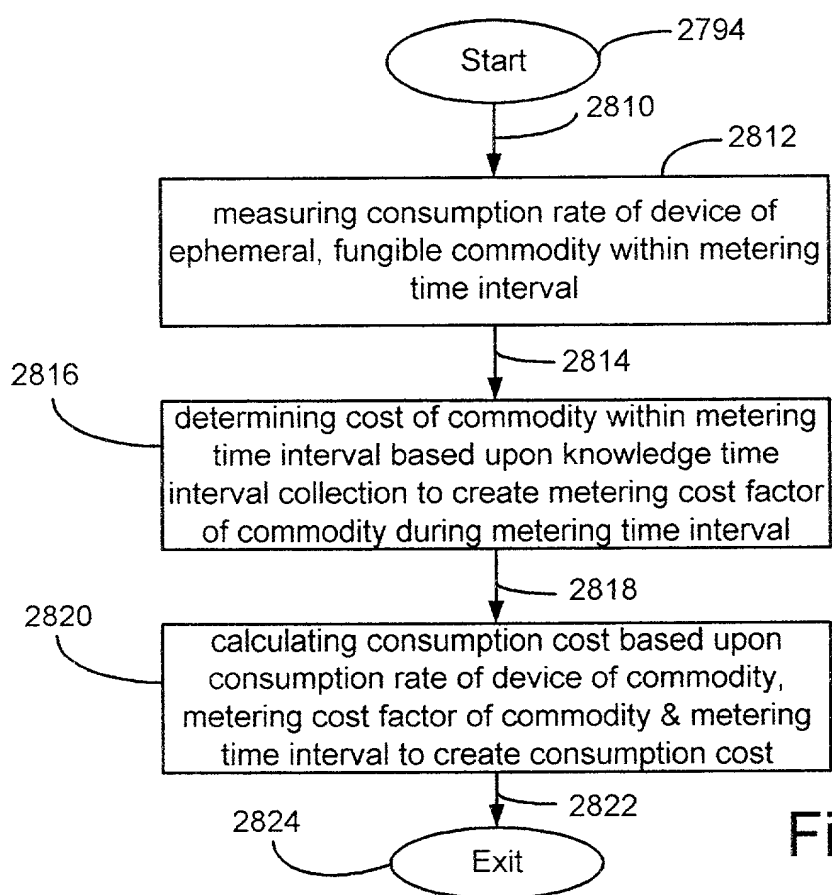 Start
2794
2810
2812
measuring consumption rate of device of
ephemeral, fungible commodity within metering
time interval
2814
2816
determining cost of commodity within metering
time interval based upon knowledge time
interval collection to create metering cost factor
of commodity during metering time interval
2818
2820
calculating consumption cost based upon
consumption rate of device of commodity,
metering cost factor of commodity & metering
time interval to create consumption cost
2822
2824
Exit
Fi